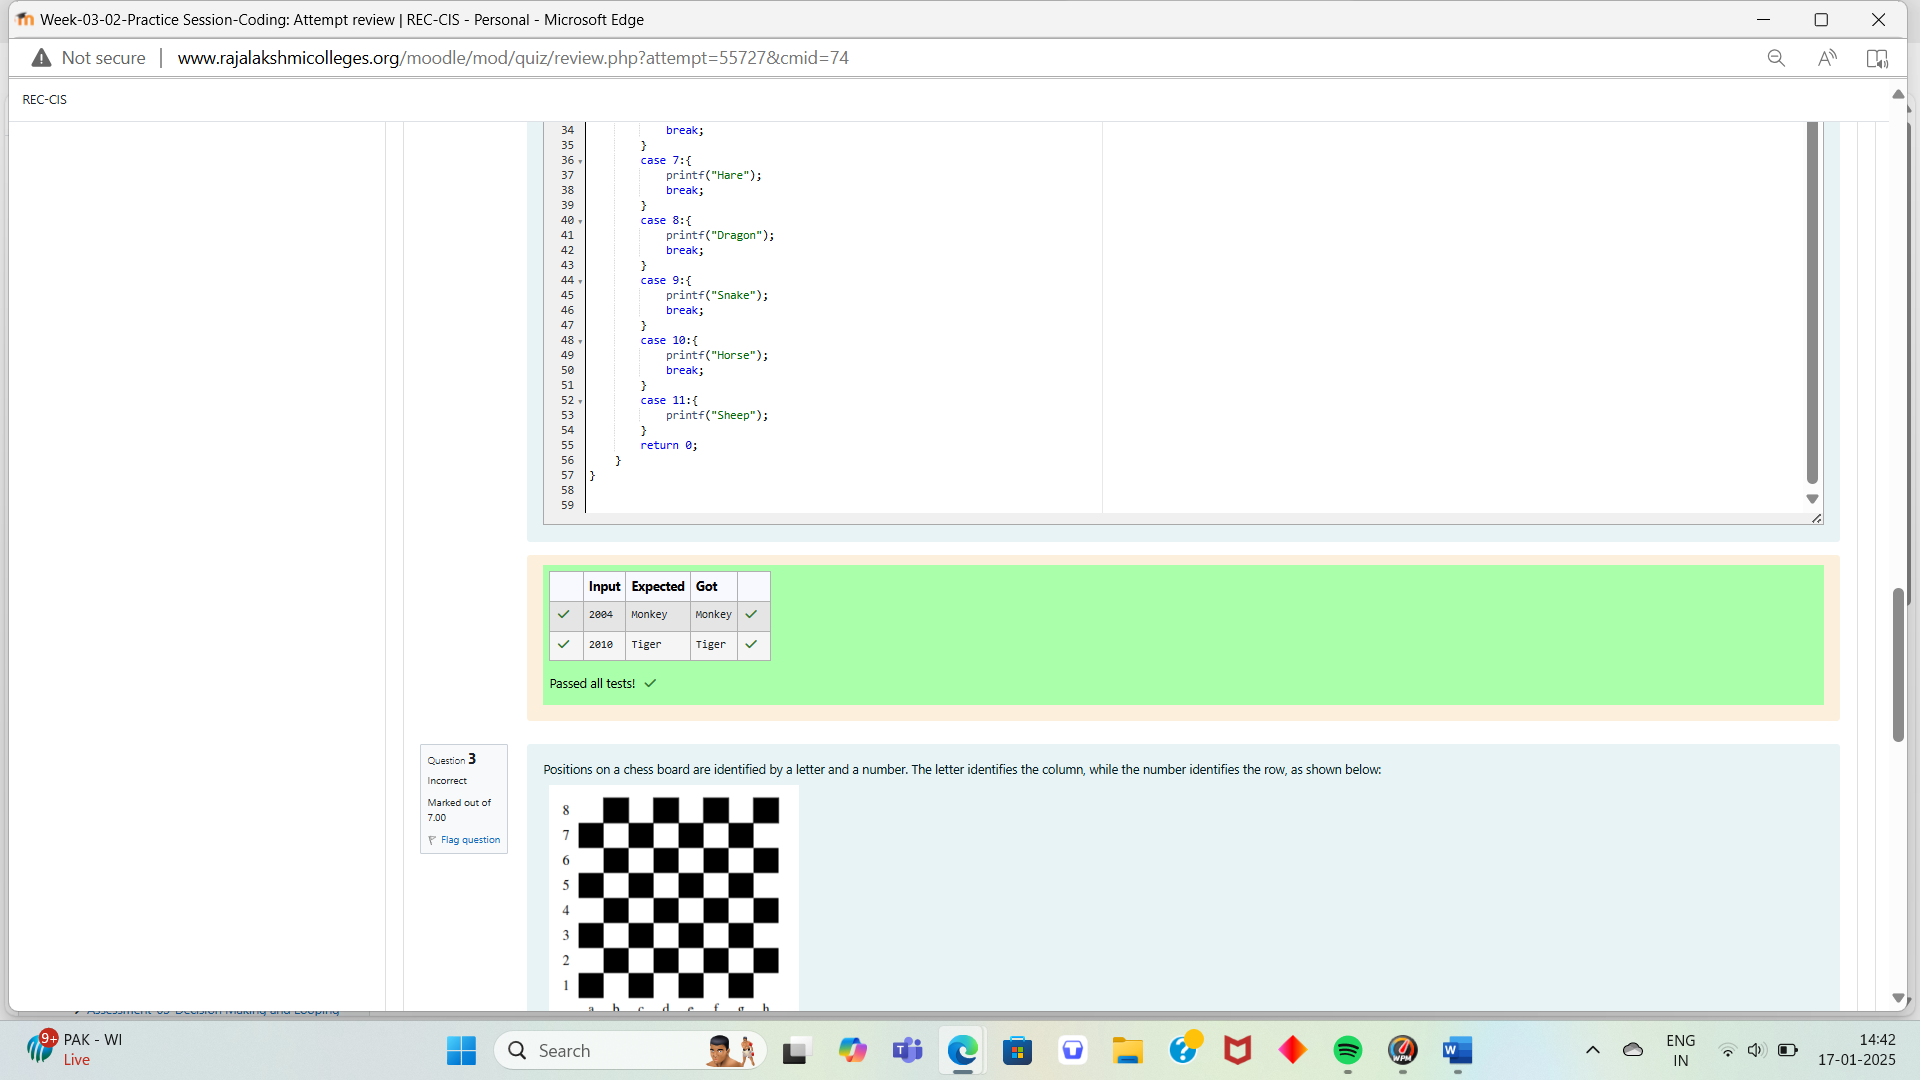 Week-03-02-Practice Session-Coding: Attempt review | REC-CIS - Personal - Microsoft Edge
Not secure | www.rajalakshmicolleges.org/moodle/mod/quiz/review.php?attempt=55727&cmid=74
REC-CIS
34 break;
35 }
36 case 7:{
37 printf("Hare");
38 break;
39 }
40 case 8:{
41 printf("Dragon");
42 break;
43 }
44 case 9:{
45 printf("Snake");
46 break;
47 }
48 case 10:{
49 printf("Horse");
50 break;
51 }
52 case 11:{
53 printf("Sheep");
54 }
55 return 0;
56 }
57 }
58
59
Input Expected Got
2004 Monkey Monkey
2010 Tiger Tiger
Passed all tests!
Question 3
Incorrect
Marked out of
7.00
Flag question
Positions on a chess board are identified by a letter and a number. The letter identifies the column, while the number identifies the row, as shown below:
8
7
6
5
4
3
2
1
a b c d e f g h
Assessment-03-Decision Making and Looping
9+
PAK - WI
Live
Search
WPM
W
ENG
IN
14:42
17-01-2025